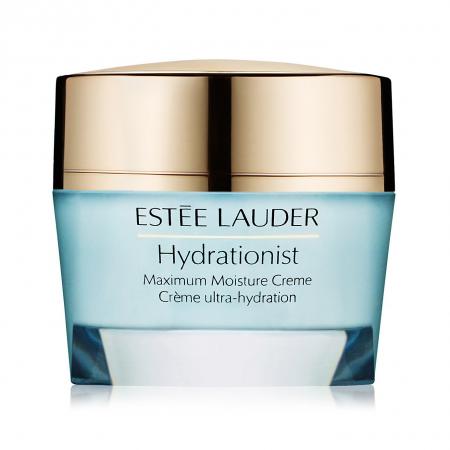 ESTĒE LAUDER
Hydrationist
Maximum Moisture Creme
Crème ultra-hydration